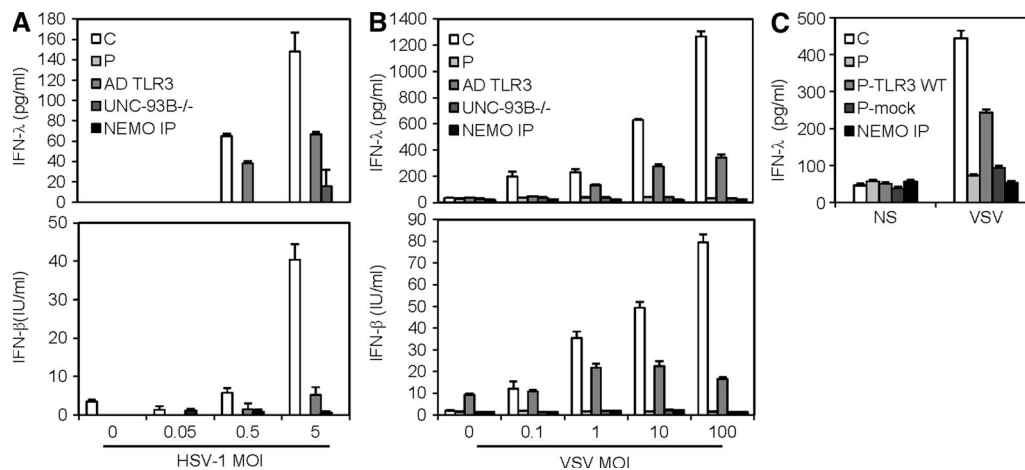 A
IFN-λ (pg/ml)
180
160
140
120
100
80
60
40
20
0
C
P
AD TLR3
UNC-93B-/-
NEMO IP
IFN-β(IU/ml)
50
40
30
20
10
0
0 0.05 0.5 5
HSV-1 MOI
B
IFN-λ (pg/ml)
1400
1200
1000
800
600
400
200
0
C
P
AD TLR3
UNC-93B-/-
NEMO IP
IFN-β (IU/ml)
90
80
70
60
50
40
30
20
10
0
0 0.1 1 10 100
VSV MOI
C
IFN-λ (pg/ml)
500
400
300
200
100
0
C
P
P-TLR3 WT
P-mock
NEMO IP
NS VSV